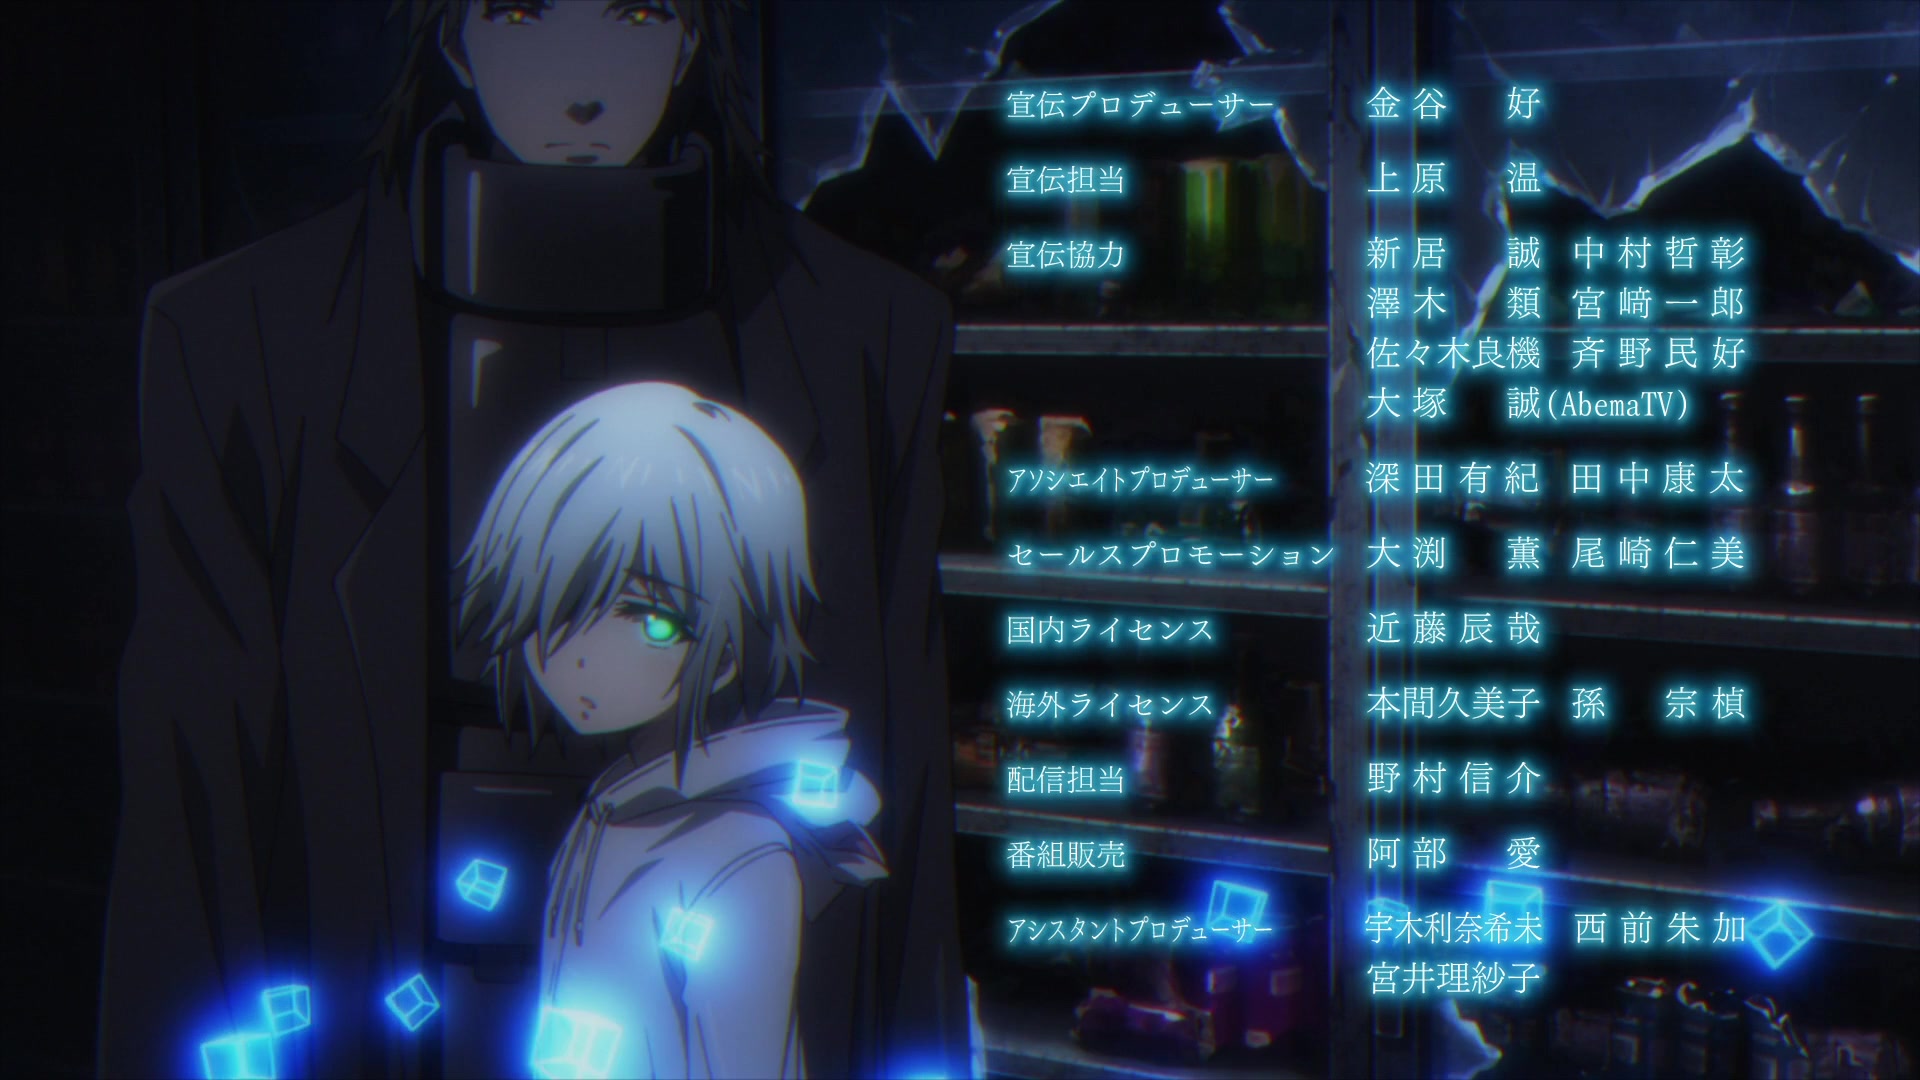 宣伝プロデューサー 金谷 好
宣伝担当 上原 温
宣伝協力 新居 誠 中村哲彰
澤木 類 宮﨑一郎
佐々木良機 斉野民好
大塚 誠(AbemaTV)
アソシエイトプロデューサー 深田有紀 田中康太
セールスプロモーション 大渕 薫 尾崎仁美
国内ライセンス 近藤辰哉
海外ライセンス 本間久美子 孫 宗楨
配信担当 野村信介
番組販売 阿部 愛
アシスタントプロデューサー 宇木利奈希未 西前朱加
宮井理紗子